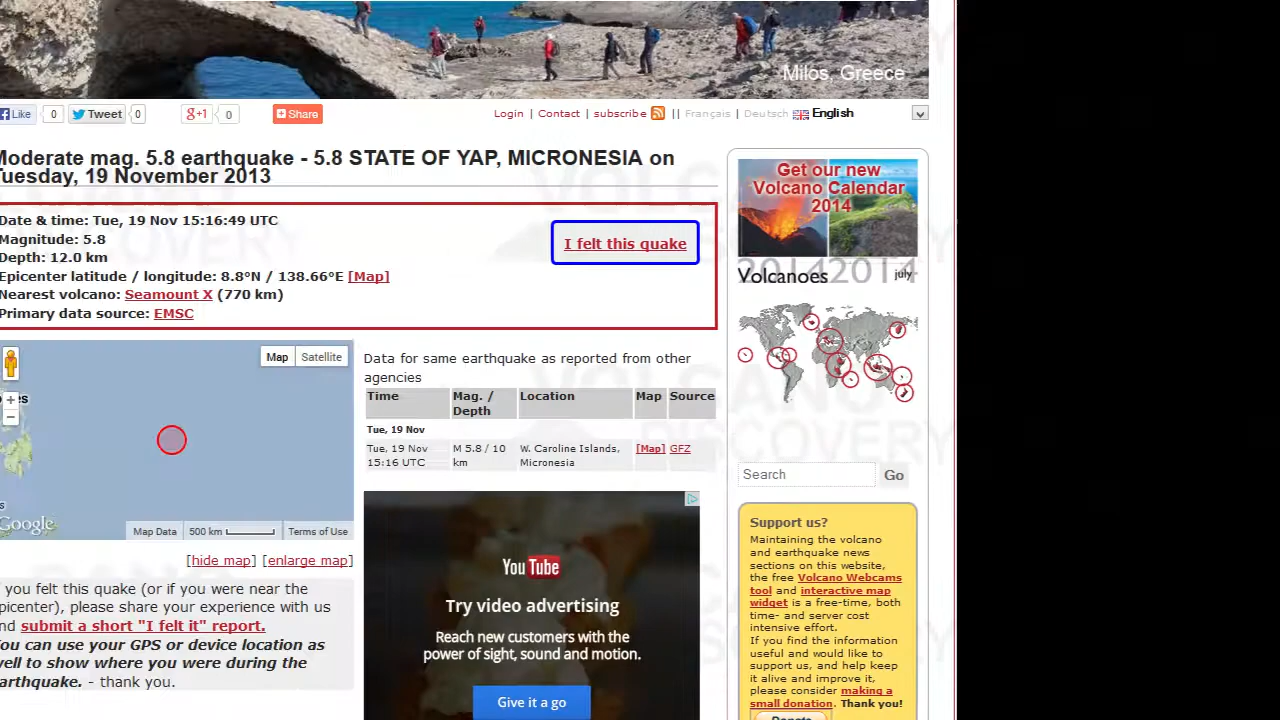 Milos, Greece
Like 0 Tweet 0 g+1 0 Share
Login | Contact | subscribe || Français | Deutsch English
Moderate mag. 5.8 earthquake - 5.8 STATE OF YAP, MICRONESIA on
Tuesday, 19 November 2013
Date & time: Tue, 19 Nov 15:16:49 UTC
Magnitude: 5.8
Depth: 12.0 km
Epicenter latitude / longitude: 8.8°N / 138.66°E [Map]
Nearest volcano: Seamount X (770 km)
Primary data source: EMSC
I felt this quake
Map Satellite
Google
Map Data 500 km Terms of Use
[hide map] [enlarge map]
you felt this quake (or if you were near the
picenter), please share your experience with us
nd submit a short "I felt it" report.
ou can use your GPS or device location as
ell to show where you were during the
arthquake. - thank you.
Data for same earthquake as reported from other
agencies
Time Mag. / Depth Location Map Source
Tue, 19 Nov
Tue, 19 Nov M 5.8 / 10 W. Caroline Islands, [Map] GFZ
15:16 UTC km Micronesia
You Tube
Try video advertising
Reach new customers with the
power of sight, sound and motion.
Give it a go
Get our new
Volcano Calendar
2014
20142014
Volcanoes july
Search Go
Support us?
Maintaining the volcano
and earthquake news
sections on this website,
the free Volcano Webcams
tool and interactive map
widget is a free-time, both
time- and server cost
intensive effort.
If you find the information
useful and would like to
support us, and help keep
it alive and improve it,
please consider making a
small donation. Thank you!
Donate